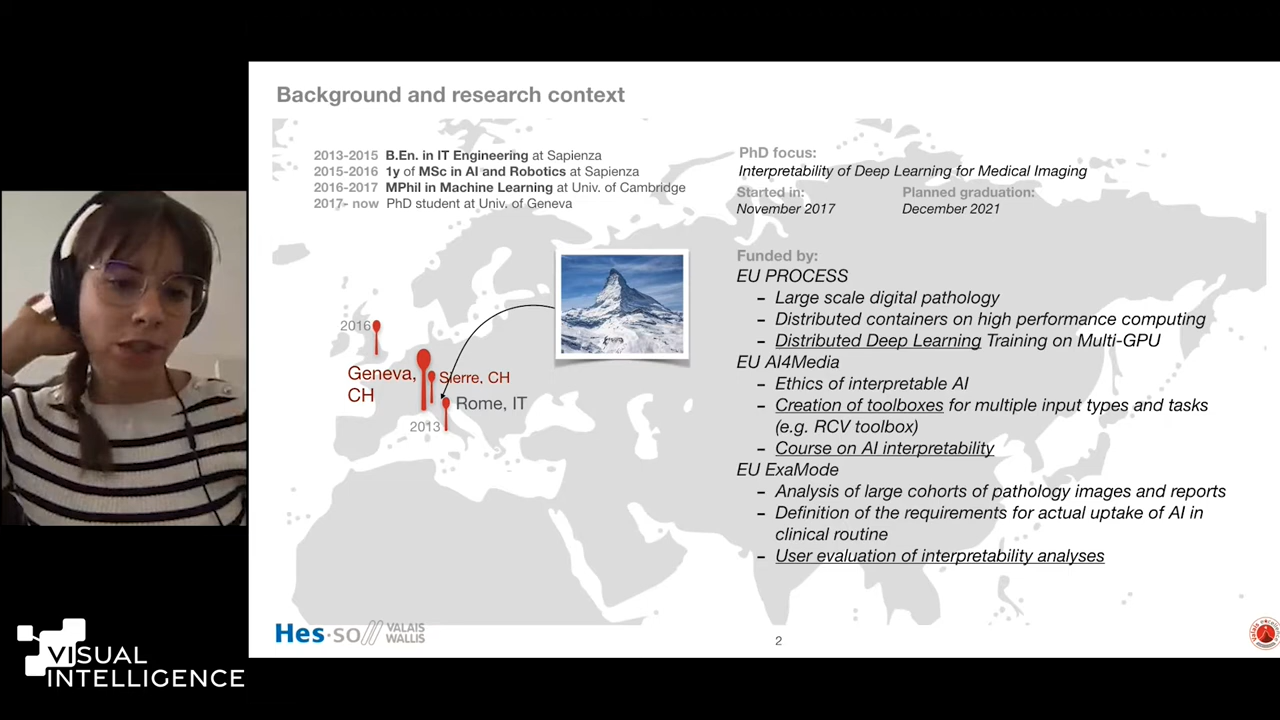 Background and research context
2013-2015 B.En. in IT Engineering at Sapienza
2015-2016 1y of MSc in AI and Robotics at Sapienza
2016-2017 MPhil in Machine Learning at Univ. of Cambridge
2017- now PhD student at Univ. of Geneva
2016
Geneva,
CH
Sierre, CH
Rome, IT
2013
PhD focus:
Interpretability of Deep Learning for Medical Imaging
Started in: Planned graduation:
November 2017 December 2021
Funded by:
EU PROCESS
– Large scale digital pathology
– Distributed containers on high performance computing
– Distributed Deep Learning Training on Multi-GPU
EU AI4Media
– Ethics of interpretable AI
– Creation of toolboxes for multiple input types and tasks
(e.g. RCV toolbox)
– Course on AI interpretability
EU ExaMode
– Analysis of large cohorts of pathology images and reports
– Definition of the requirements for actual uptake of AI in
clinical routine
– User evaluation of interpretability analyses
Hes·so // VALAIS
WALLIS
2
VISUAL
INTELLIGENCE